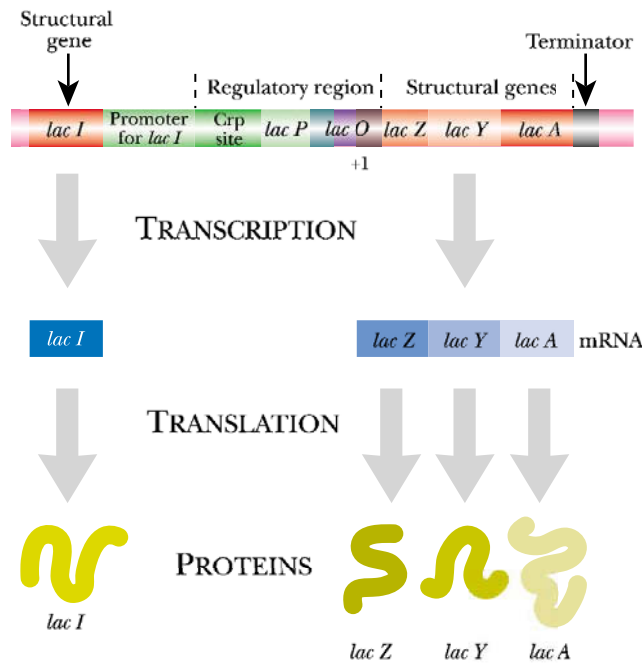 Structural
gene
Terminator
Regulatory region
Structural genes
lac I
Promoter
for lac I
Crp
site
lac P
lac O
lac Z
lac Y
lac A
+1
TRANSCRIPTION
lac I
lac Z
lac Y
lac A
mRNA
TRANSLATION
PROTEINS
lac I
lac Z
lac Y
lac A